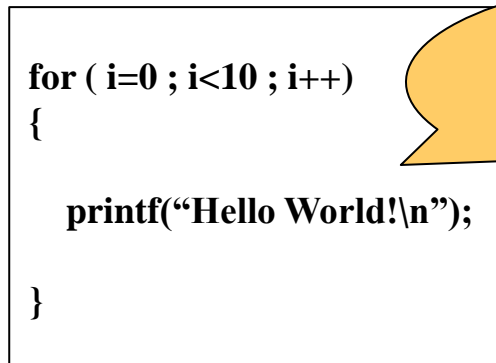 for ( i=0 ; i<10 ; i++)
{
printf(“Hello World!\n”);
}